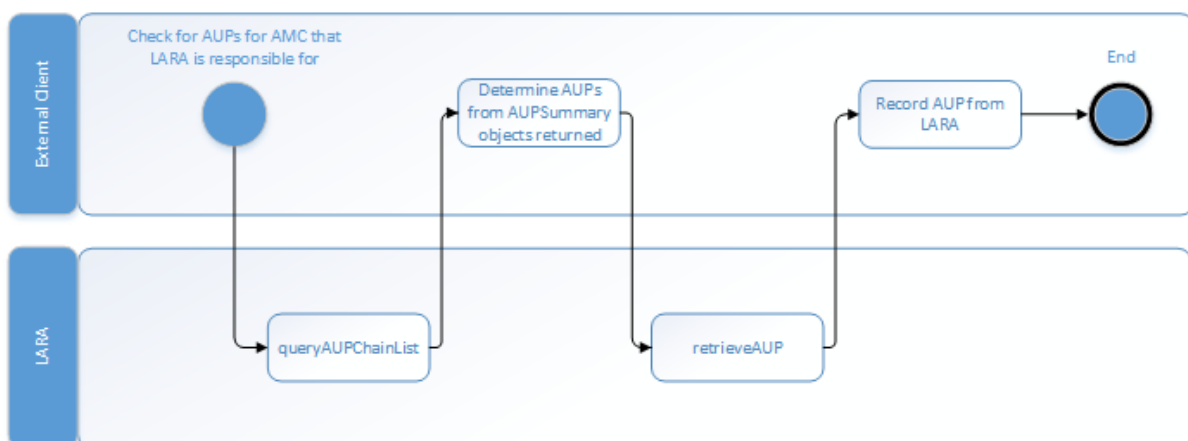 External Client
Check for AUPs for AMC that
LARA is responsible for
Determine AUPs
from AUPSummary
objects returned
Record AUP from
LARA
End
LARA
queryAUPChainList
retrieveAUP